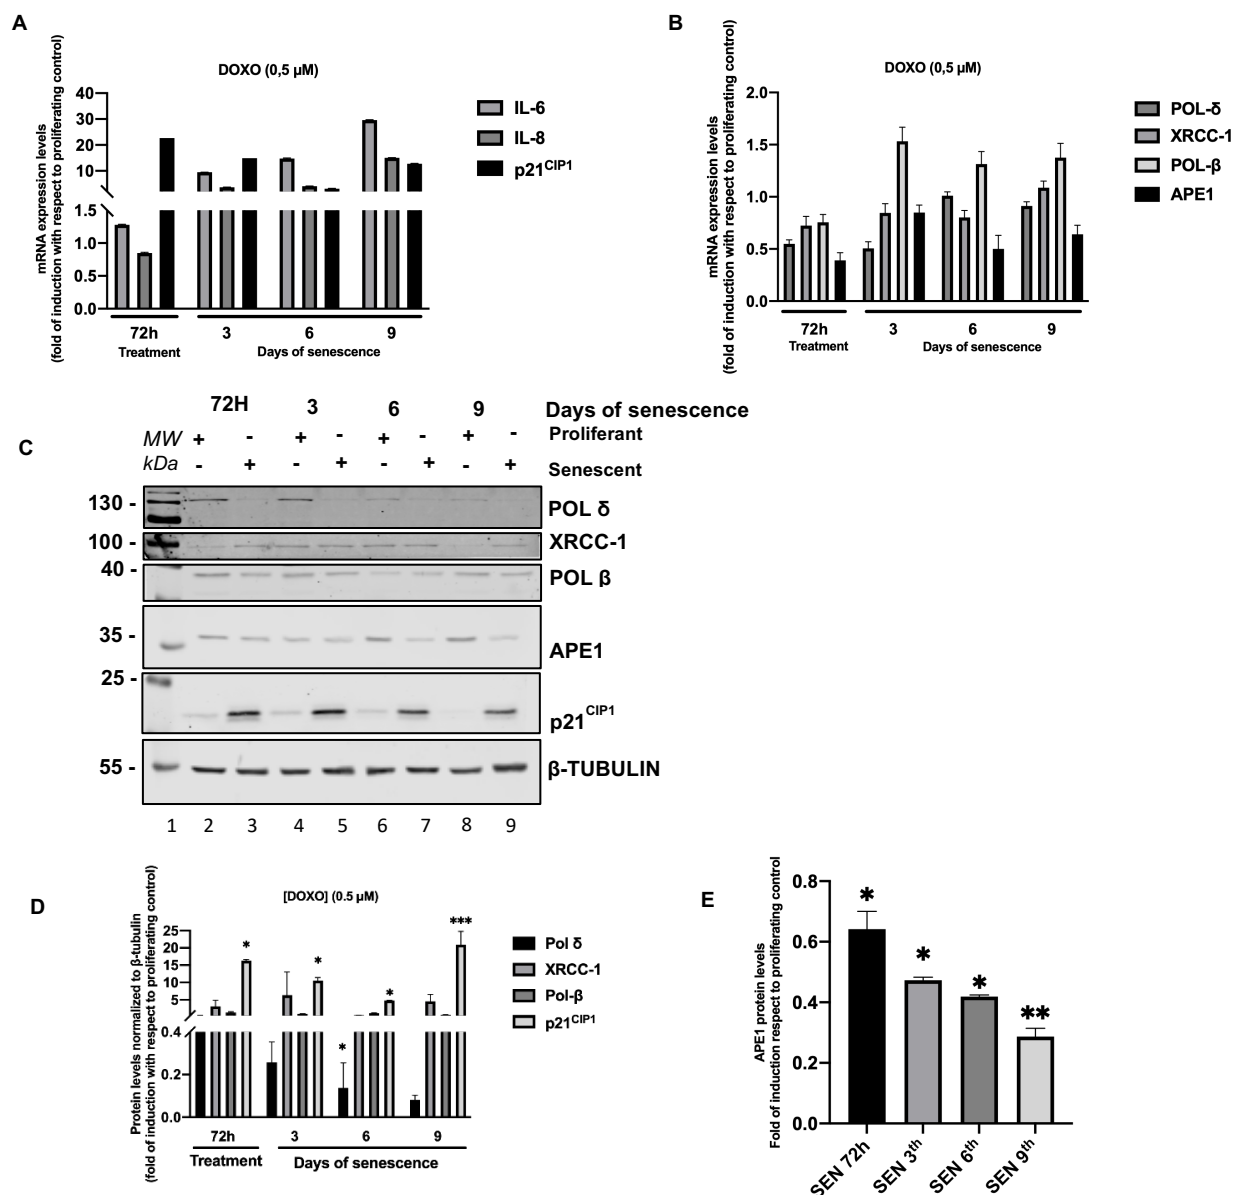 A
mRNA expression levels
(fold of induction with respect to proliferating control)
DOXO (0,5 µM)
40
30
20
10
1.5
1.0
0.5
0.0
IL-6
IL-8
p21CIP1
72h
3
6
9
Treatment
Days of senescence
B
mRNA expression levels
(fold of induction with respect to proliferating control)
DOXO (0,5 µM)
2.0
1.5
1.0
0.5
0.0
POL-δ
XRCC-1
POL-β
APE1
72h
3
6
9
Treatment
Days of senescence
C
72H 3 6 9 Days of senescence
MW + - + - + - + - Proliferant
kDa - + - + - + - + Senescent
130 - POL δ
100 - XRCC-1
40 - POL β
35 - APE1
25 - p21CIP1
55 - β-TUBULIN
1 2 3 4 5 6 7 8 9
D
Protein levels normalized to β-tubulin
(fold of induction with respect to proliferating control)
[DOXO] (0.5 µM)
25
20
15
10
5
0.4
0.2
0.0
*
*
*
*
***
Pol δ
XRCC-1
Pol-β
p21CIP1
72h
3
6
9
Treatment
Days of senescence
E
APE1 protein levels
Fold of induction respect to proliferating control
0.8
0.6
0.4
0.2
0.0
*
*
*
**
SEN 72h
SEN 3th
SEN 6th
SEN 9th